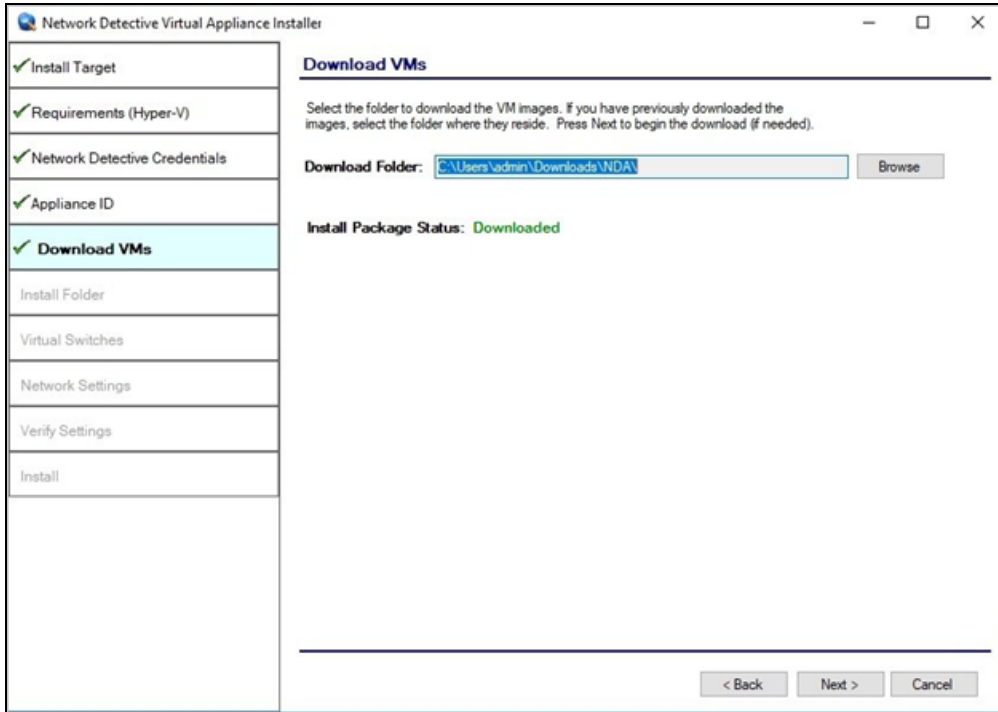 Network Detective Virtual Appliance Installer
Install Target
Requirements (Hyper-V)
Network Detective Credentials
Appliance ID
Download VMs
Install Folder
Virtual Switches
Network Settings
Verify Settings
Install
Download VMs
Select the folder to download the VM images. If you have previously downloaded the
images, select the folder where they reside. Press Next to begin the download (if needed).
Download Folder: C:\Users\admin\Downloads\NDA\ Browse
Install Package Status: Downloaded
< Back Next > Cancel